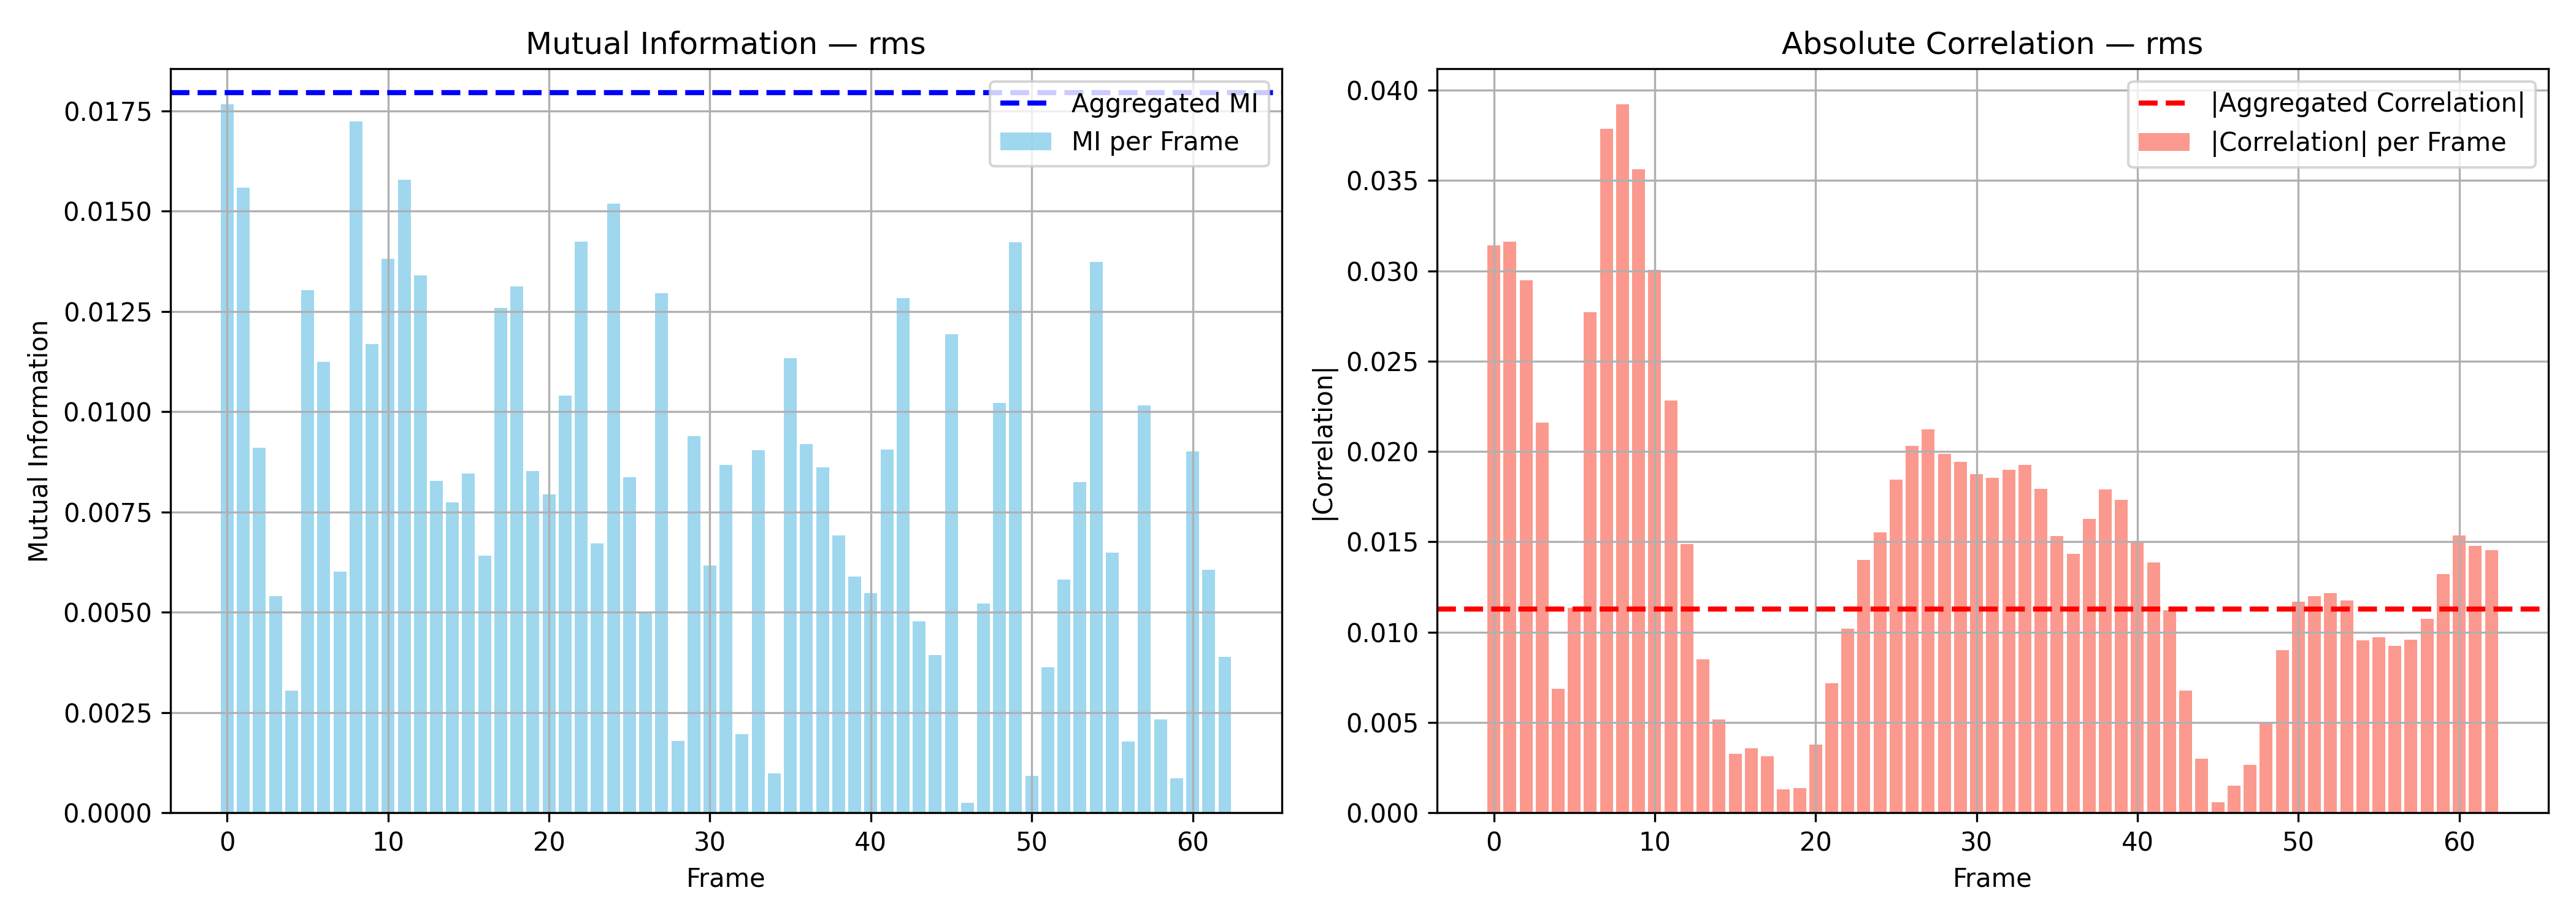 Mutual Information — rms
Mutual Information
0.0175
0.0150
0.0125
0.0100
0.0075
0.0050
0.0025
0.0000
Aggregated MI
MI per Frame
0 10 20 30 40 50 60
Frame
Absolute Correlation — rms
|Correlation|
0.040
0.035
0.030
0.025
0.020
0.015
0.010
0.005
0.000
|Aggregated Correlation|
|Correlation| per Frame
0 10 20 30 40 50 60
Frame